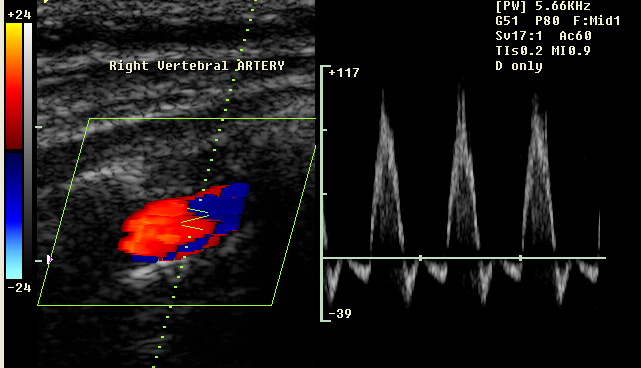 +24
-24
Right Vertebral ARTERY
[PW] 5.66KHz
G51 P80 F:Mid1
Sv17:1 Ac60
TIs0.2 MI0.9
D only
+117
-39